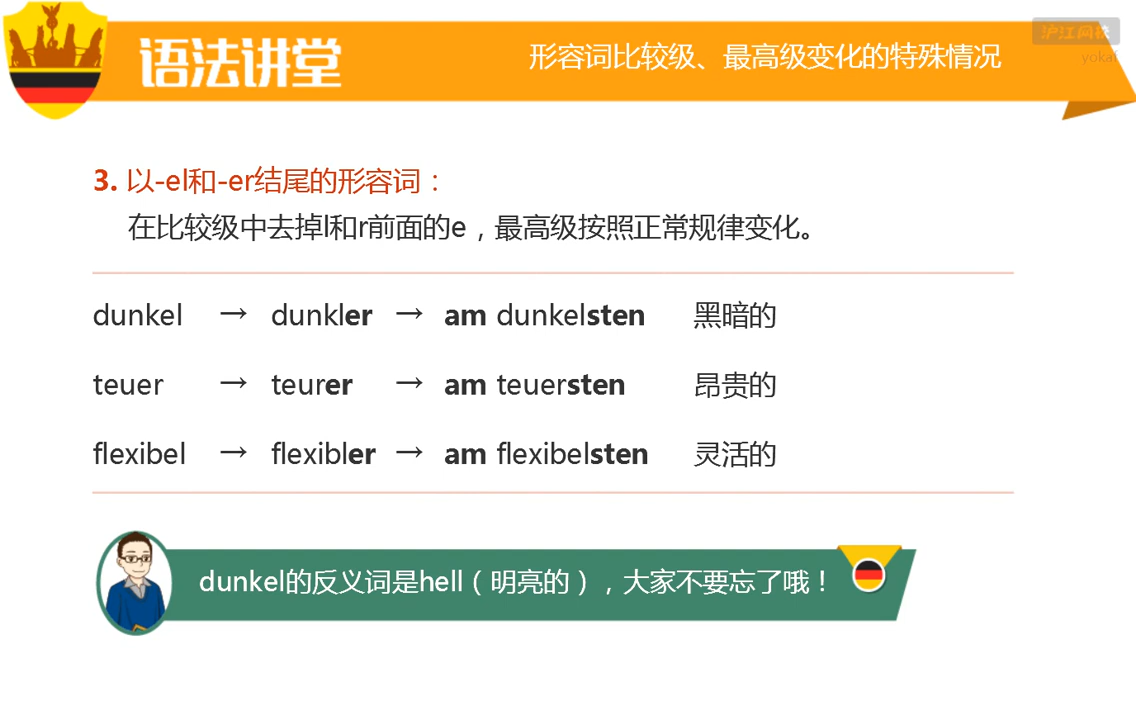 语法讲堂
形容词比较级、最高级变化的特殊情况
沪江网校
yokaf
3. 以-el和-er结尾的形容词：
在比较级中去掉l和r前面的e，最高级按照正常规律变化。
dunkel → dunkler → am dunkelsten 黑暗的
teuer → teurer → am teuersten 昂贵的
flexibel → flexibler → am flexibelsten 灵活的
dunkel的反义词是hell（明亮的），大家不要忘了哦！